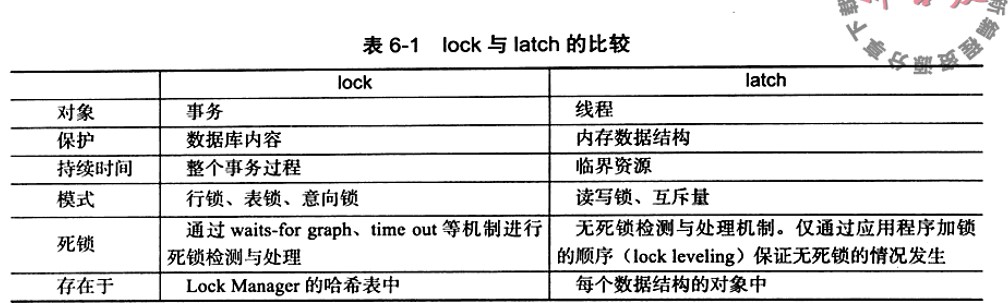 表 6-1 lock 与 latch 的比较
lock latch
对象 事务 线程
保护 数据库内容 内存数据结构
持续时间 整个事务过程 临界资源
模式 行锁、表锁、意向锁 读写锁、互斥量
死锁 通过 waits-for graph、time out 等机制进行 无死锁检测与处理机制。仅通过应用程序加锁
死锁检测与处理 的顺序（lock leveling）保证无死锁的情况发生
存在于 Lock Manager 的哈希表中 每个数据结构的对象中